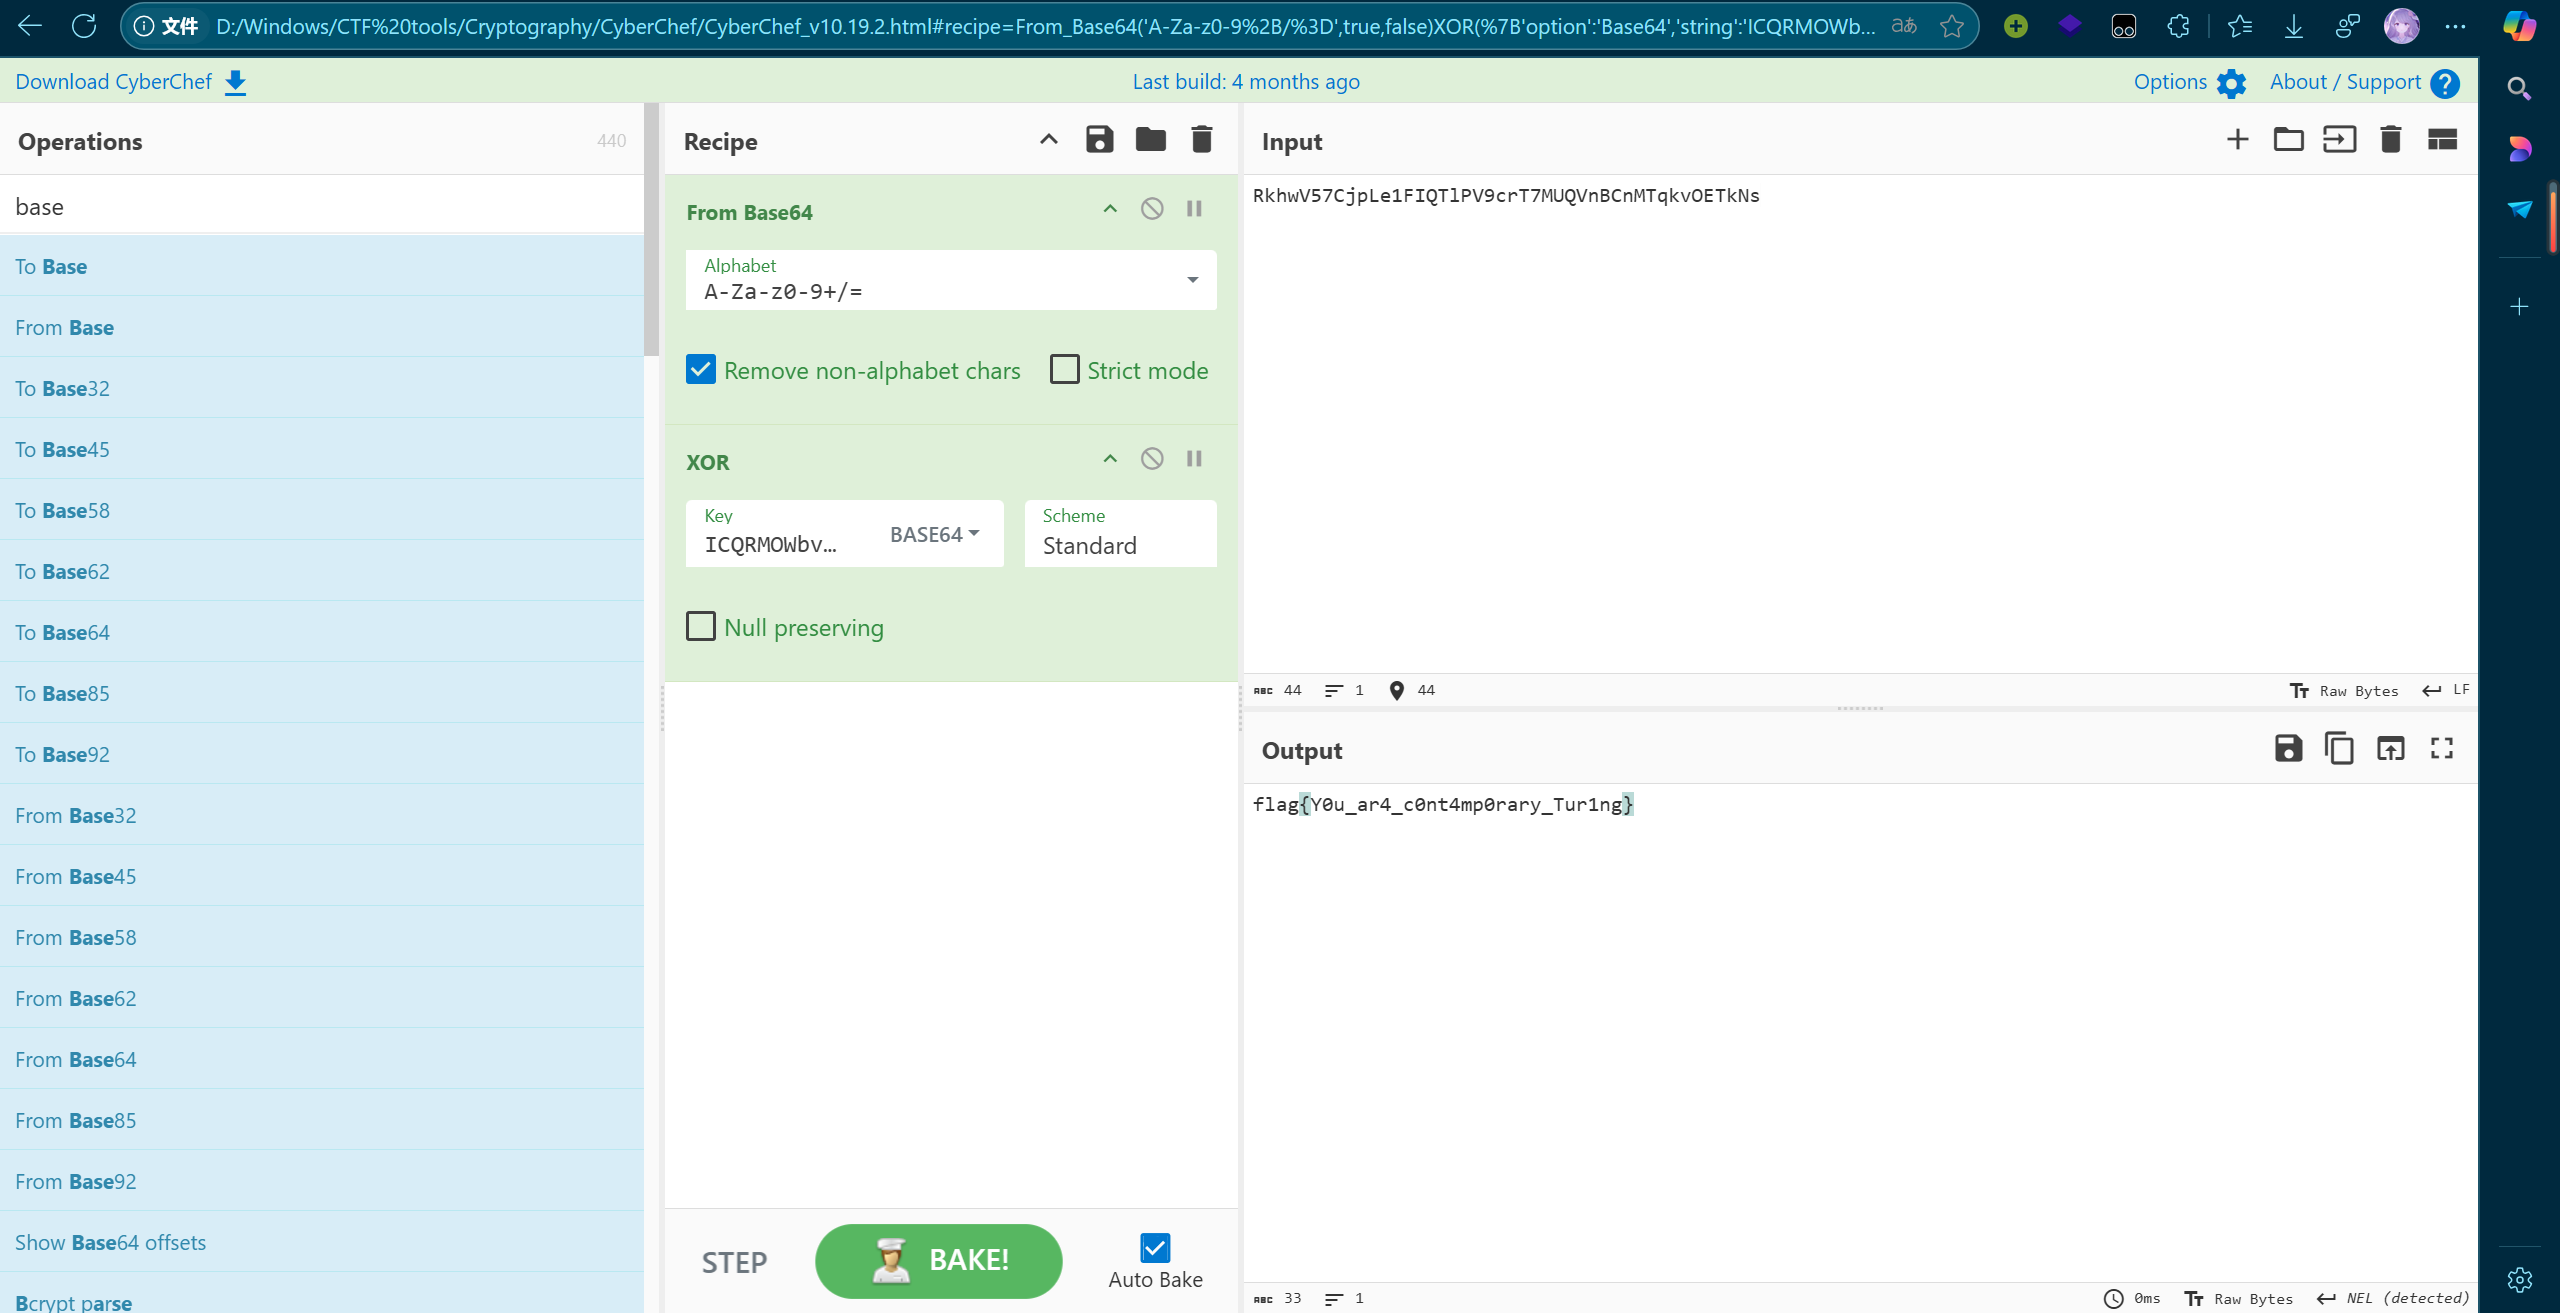 文件 D:/Windows/CTF%20tools/Cryptography/CyberChef/CyberChef_v10.19.2.html#recipe=From_Base64('A-Za-z0-9%2B/%3D',true,false)XOR(%7B'option':'Base64','string':'ICQRMOWb... aあ
Download CyberChef
Last build: 4 months ago
Options
About / Support
Operations
440
base
To Base
From Base
To Base32
To Base45
To Base58
To Base62
To Base64
To Base85
To Base92
From Base32
From Base45
From Base58
From Base62
From Base64
From Base85
From Base92
Show Base64 offsets
Bcrypt parse
Recipe
From Base64
Alphabet
A-Za-z0-9+/=
Remove non-alphabet chars
Strict mode
XOR
Key
ICQRMOWbv…
BASE64
Scheme
Standard
Null preserving
STEP
BAKE!
Auto Bake
Input
RkhwV57CjpLe1FIQTlPV9crT7MUQVnBCnMTqkvOETkNs
ABC 44 1 44
Tт Raw Bytes LF
Output
flag{Y0u_ar4_c0nt4mp0rary_Tur1ng}
ABC 33 1
0ms Tт Raw Bytes NEL (detected)